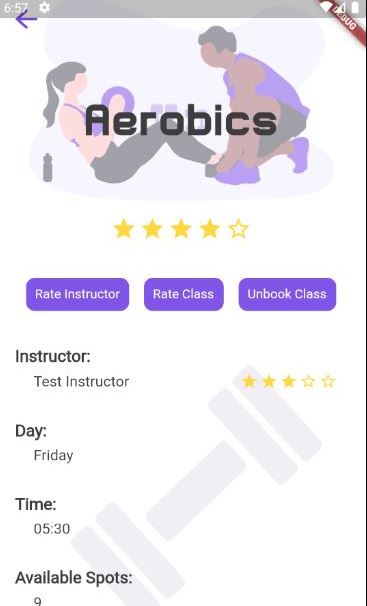 6:57
DEBUG
Aerobics
Rate Instructor Rate Class Unbook Class
Instructor:
Test Instructor
Day:
Friday
Time:
05:30
Available Spots:
9